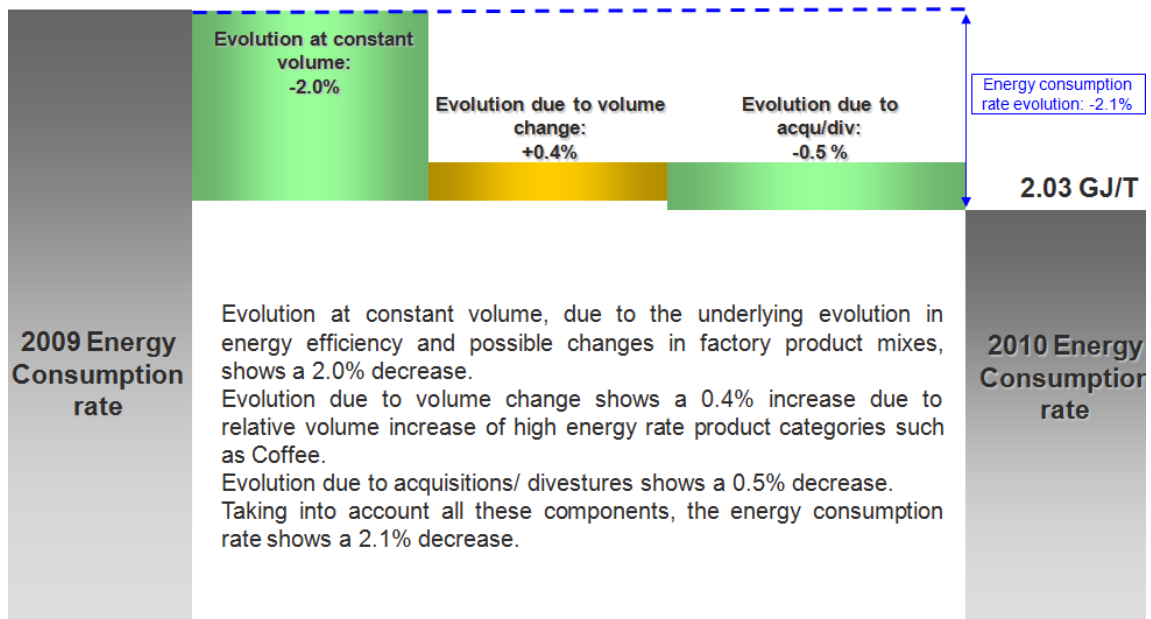 Evolution at constant
volume:
-2.0%
Evolution due to volume
change:
+0.4%
Evolution due to
acqu/div:
-0.5 %
Energy consumption
rate evolution: -2.1%
2.03 GJ/T
2009 Energy
Consumption
rate
Evolution at constant volume, due to the underlying evolution in
energy efficiency and possible changes in factory product mixes,
shows a 2.0% decrease.
Evolution due to volume change shows a 0.4% increase due to
relative volume increase of high energy rate product categories such
as Coffee.
Evolution due to acquisitions/ divestures shows a 0.5% decrease.
Taking into account all these components, the energy consumption
rate shows a 2.1% decrease.
2010 Energy
Consumption
rate